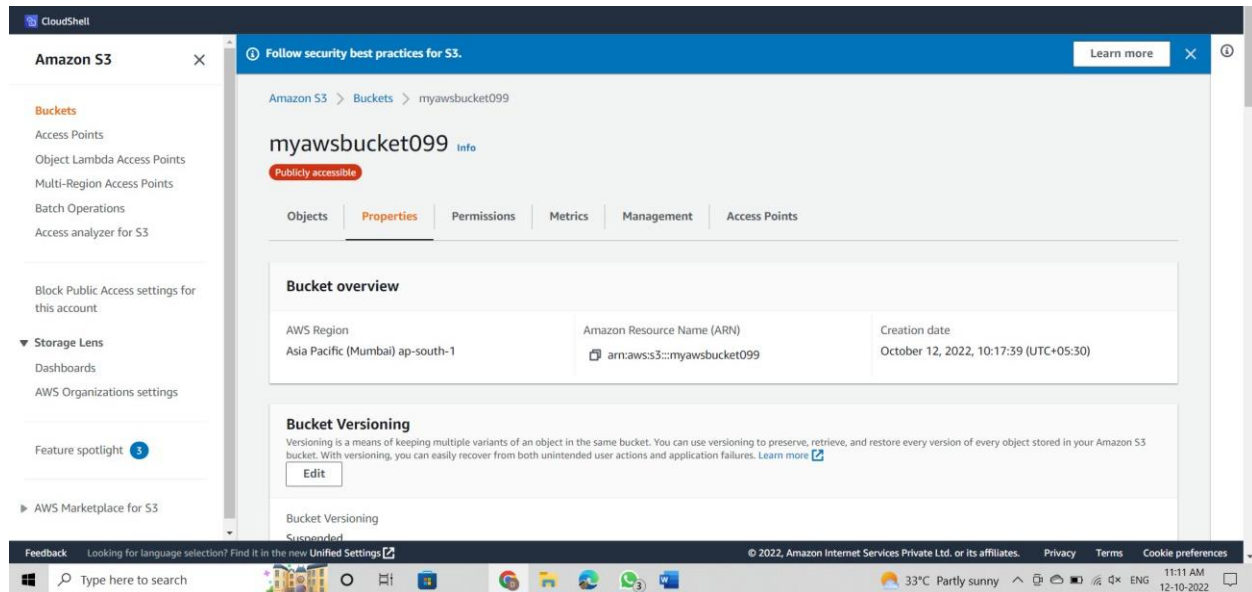 CloudShell
Amazon S3
Follow security best practices for S3.
Learn more
Buckets
Access Points
Object Lambda Access Points
Multi-Region Access Points
Batch Operations
Access analyzer for S3
Block Public Access settings for
this account
Storage Lens
Dashboards
AWS Organizations settings
Feature spotlight 3
AWS Marketplace for S3
Amazon S3 > Buckets > myawsbucket099
myawsbucket099 Info
Publicly accessible
Objects Properties Permissions Metrics Management Access Points
Bucket overview
AWS Region
Asia Pacific (Mumbai) ap-south-1
Amazon Resource Name (ARN)
arn:aws:s3:::myawsbucket099
Creation date
October 12, 2022, 10:17:39 (UTC+05:30)
Bucket Versioning
Versioning is a means of keeping multiple variants of an object in the same bucket. You can use versioning to preserve, retrieve, and restore every version of every object stored in your Amazon S3
bucket. With versioning, you can easily recover from both unintended user actions and application failures. Learn more
Edit
Bucket Versioning
Suspended
Feedback Looking for language selection? Find it in the new Unified Settings © 2022, Amazon Internet Services Private Ltd. or its affiliates. Privacy Terms Cookie preferences
Type here to search 3 33°C Partly sunny ENG 11:11 AM
12-10-2022